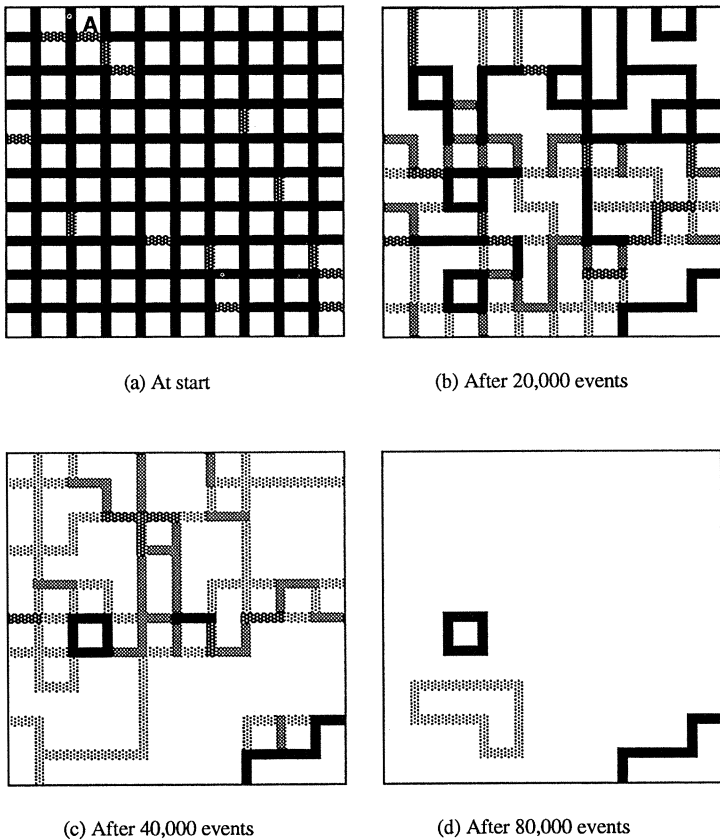 A
(a) At start
(b) After 20,000 events
(c) After 40,000 events
(d) After 80,000 events